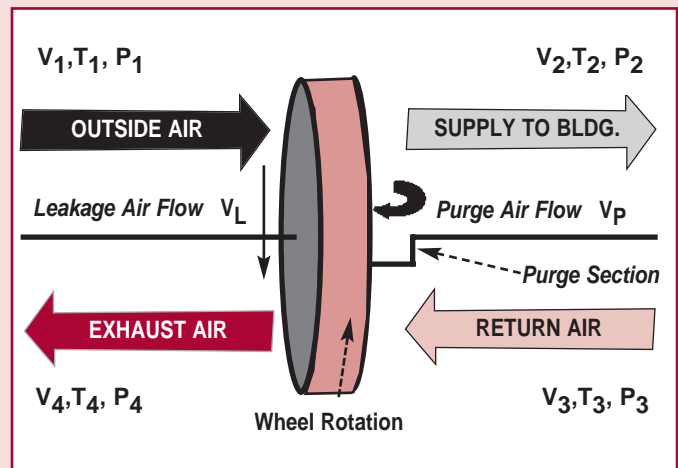 V1,T1, P1
V2,T2, P2
OUTSIDE AIR
SUPPLY TO BLDG.
Leakage Air Flow VL
Purge Air Flow VP
Purge Section
EXHAUST AIR
RETURN AIR
V4,T4, P4
V3,T3, P3
Wheel Rotation